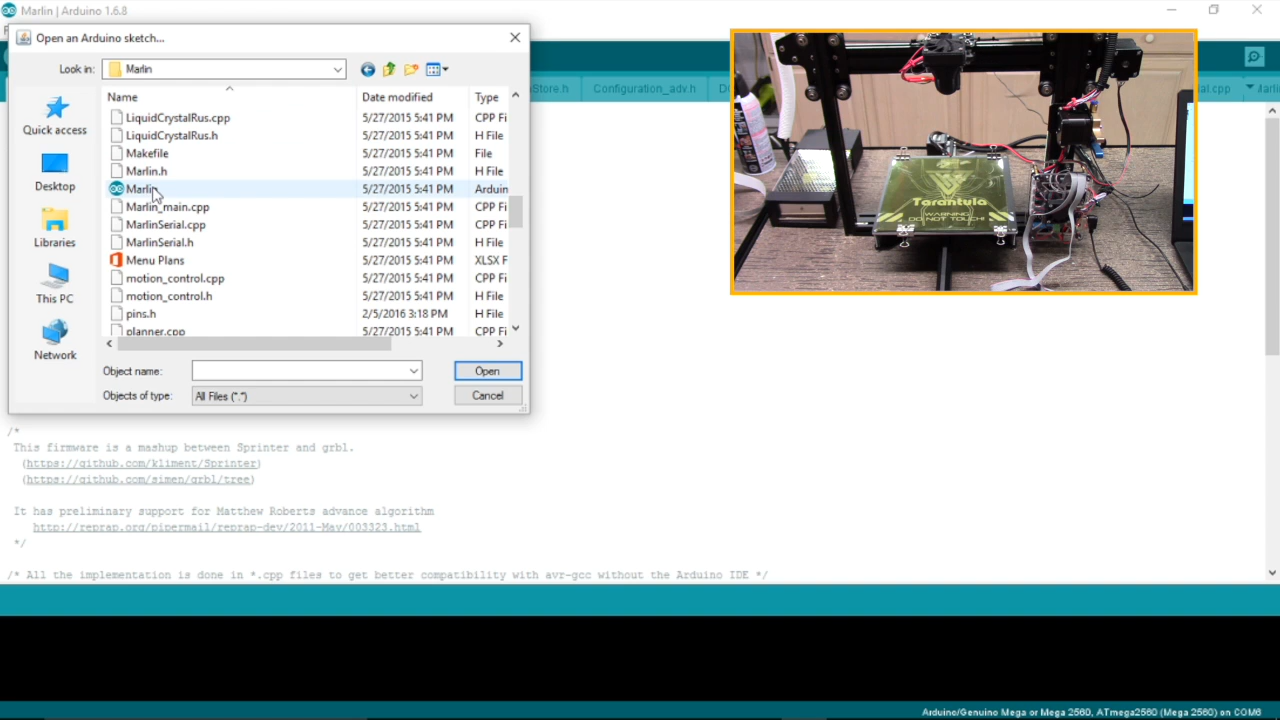 Marlin | Arduino 1.6.8
Open an Arduino sketch...
Look in: Marlin
Store.h Configuration_adv.h
Name Date modified Type
LiquidCrystalRus.cpp 5/27/2015 5:41 PM CPP Fi
LiquidCrystalRus.h 5/27/2015 5:41 PM H File
Makefile 5/27/2015 5:41 PM File
Marlin.h 5/27/2015 5:41 PM H File
Marlin 5/27/2015 5:41 PM Arduin
Marlin_main.cpp 5/27/2015 5:41 PM CPP Fi
MarlinSerial.cpp 5/27/2015 5:41 PM CPP Fi
MarlinSerial.h 5/27/2015 5:41 PM H File
Menu Plans 5/27/2015 5:41 PM XLSX F
motion_control.cpp 5/27/2015 5:41 PM CPP Fi
motion_control.h 5/27/2015 5:41 PM H File
pins.h 2/5/2016 3:18 PM H File
planner.cpp 5/27/2015 5:41 PM CPP Fi
Quick access
Desktop
Libraries
This PC
Network
Object name: Open
Objects of type: All Files (*.*) Cancel
Tarantula
WARNING
DO NOT TOUCH!
/*
This firmware is a mashup between Sprinter and grbl.
(https://github.com/kliment/Sprinter)
(https://github.com/simen/grbl/tree)
It has preliminary support for Matthew Roberts advance algorithm
http://reprap.org/pipermail/reprap-dev/2011-May/003323.html
*/
/* All the implementation is done in *.cpp files to get better compatibility with avr-gcc without the Arduino IDE */
Arduino/Genuino Mega or Mega 2560, ATmega2560 (Mega 2560) on COM6